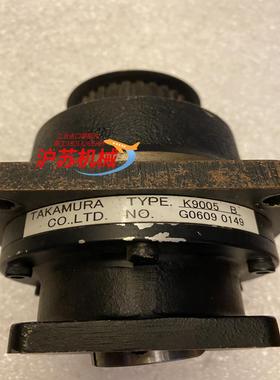 沪苏机械
TAKAMURA TYPE. K9005 B
CO.,LTD. NO. G0609 0149